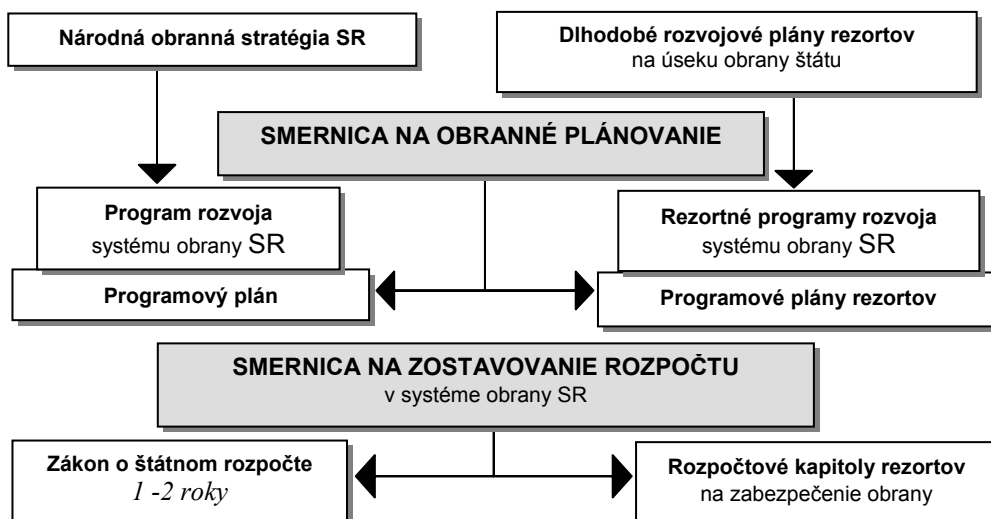 Národná obranná stratégia SR
Dlhodobé rozvojové plány rezortov
na úseku obrany štátu
SMERNICA NA OBRANNÉ PLÁNOVANIE
Program rozvoja
systému obrany SR
Rezortné programy rozvoja
systému obrany SR
Programový plán
Programové plány rezortov
SMERNICA NA ZOSTAVOVANIE ROZPOČTU
v systéme obrany SR
Zákon o štátnom rozpočte
1 -2 roky
Rozpočtové kapitoly rezortov
na zabezpečenie obrany